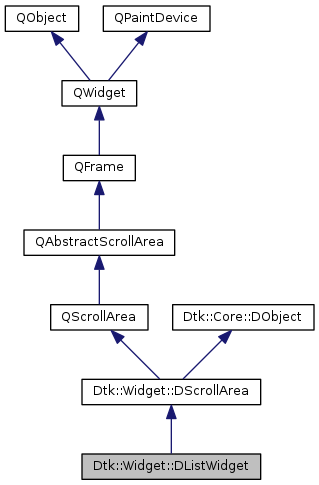 QObject
QPaintDevice
QWidget
QFrame
QAbstractScrollArea
QScrollArea
Dtk::Core::DObject
Dtk::Widget::DScrollArea
Dtk::Widget::DListWidget